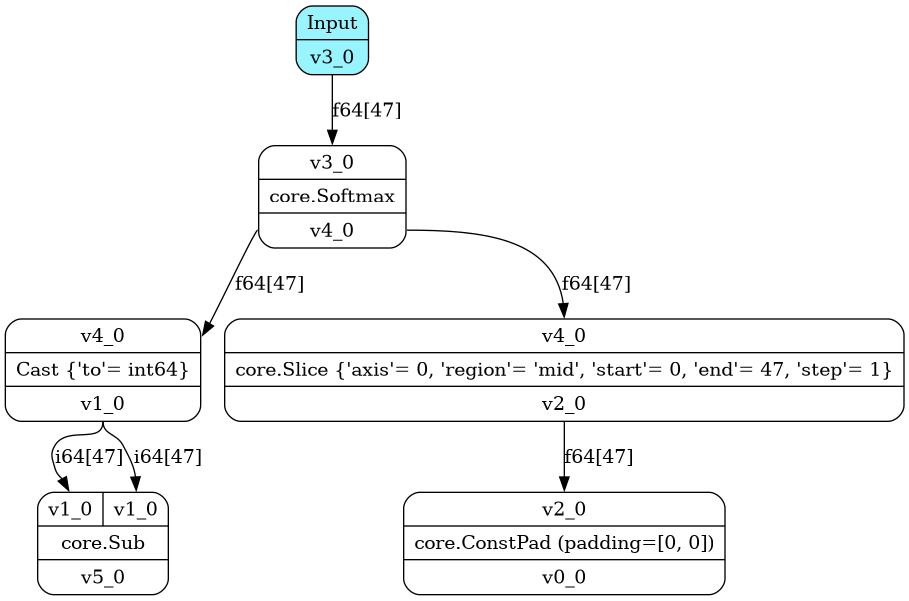 Input
v3_0
f64[47]
v3_0
core.Softmax
v4_0
f64[47]
f64[47]
v4_0
Cast {'to'= int64}
v1_0
v4_0
core.Slice {'axis'= 0, 'region'= 'mid', 'start'= 0, 'end'= 47, 'step'= 1}
v2_0
i64[47]
i64[47]
f64[47]
v1_0
v1_0
core.Sub
v5_0
v2_0
core.ConstPad (padding=[0, 0])
v0_0